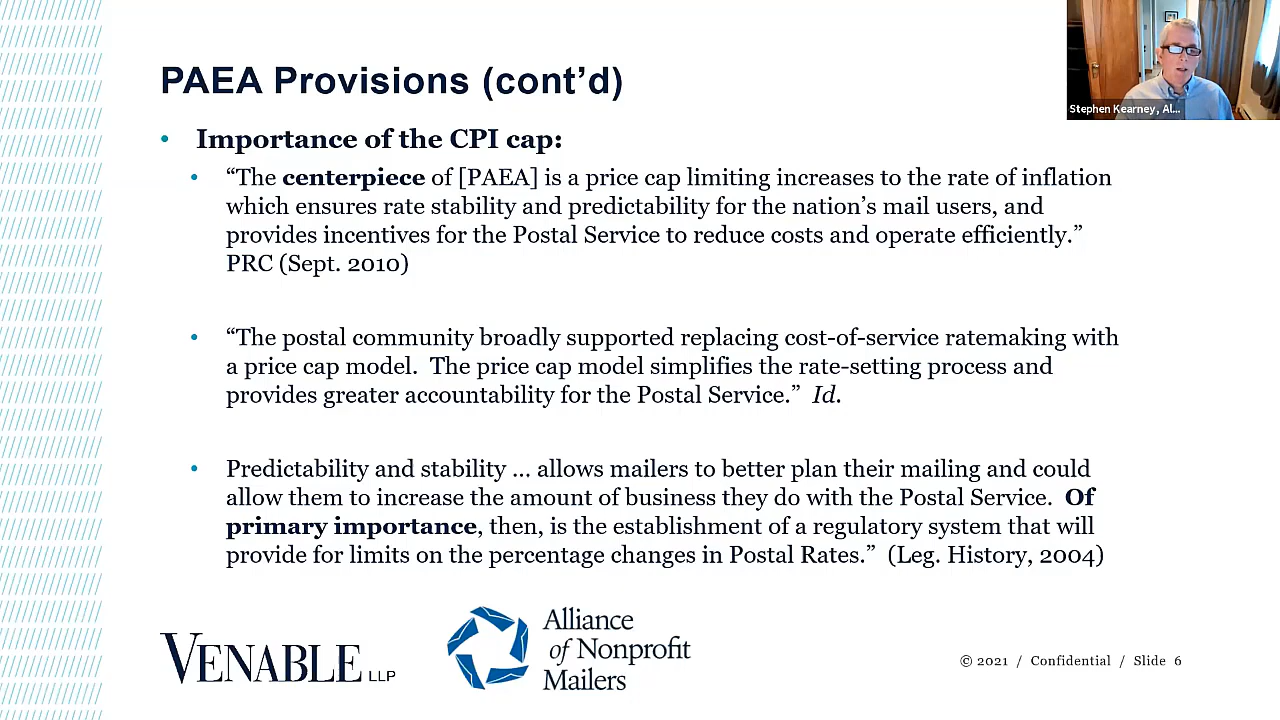 PAEA Provisions (cont’d)
Stephen Kearney, Al...
• Importance of the CPI cap:
• “The centerpiece of [PAEA] is a price cap limiting increases to the rate of inflation
which ensures rate stability and predictability for the nation’s mail users, and
provides incentives for the Postal Service to reduce costs and operate efficiently.”
PRC (Sept. 2010)
• “The postal community broadly supported replacing cost-of-service ratemaking with
a price cap model.  The price cap model simplifies the rate-setting process and
provides greater accountability for the Postal Service.”  Id.
• Predictability and stability … allows mailers to better plan their mailing and could
allow them to increase the amount of business they do with the Postal Service.  Of
primary importance, then, is the establishment of a regulatory system that will
provide for limits on the percentage changes in Postal Rates.”  (Leg. History, 2004)
VENABLE LLP
Alliance
of Nonprofit
Mailers
© 2021 / Confidential / Slide 6